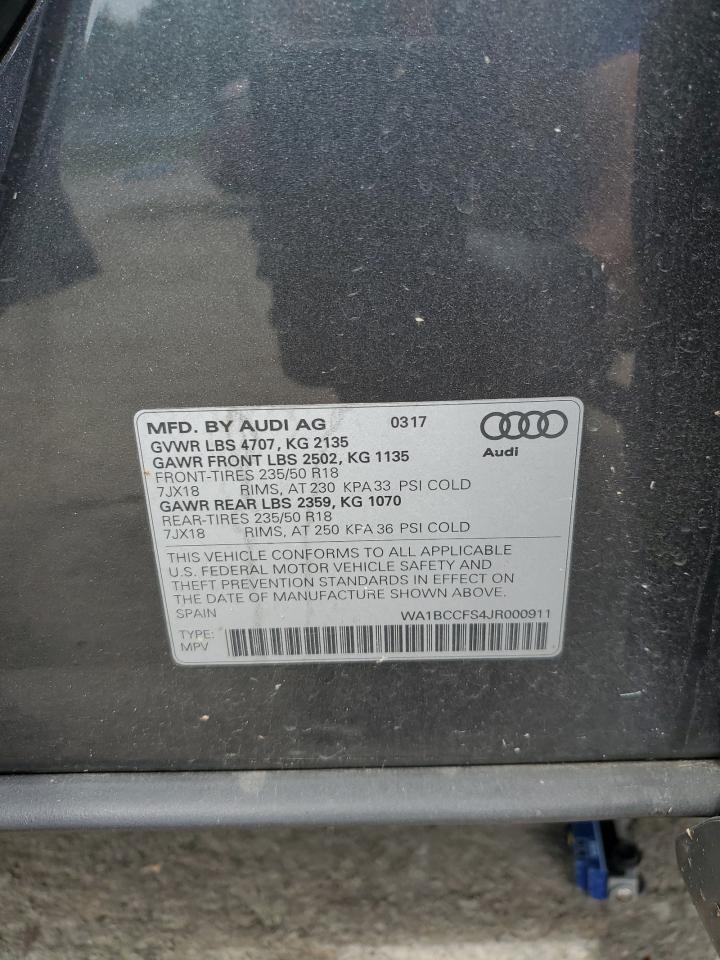 MFD. BY AUDI AG 0317
GVWR LBS 4707, KG 2135
GAWR FRONT LBS 2502, KG 1135
Audi
FRONT-TIRES 235/50 R18
7JX18 RIMS, AT 230 KPA 33 PSI COLD
GAWR REAR LBS 2359, KG 1070
REAR-TIRES 235/50 R18
7JX18 RIMS, AT 250 KPA 36 PSI COLD
THIS VEHICLE CONFORMS TO ALL APPLICABLE
U.S. FEDERAL MOTOR VEHICLE SAFETY AND
THEFT PREVENTION STANDARDS IN EFFECT ON
THE DATE OF MANUFACTURE SHOWN ABOVE.
SPAIN WA1BCCFS4JR000911
TYPE:
MPV